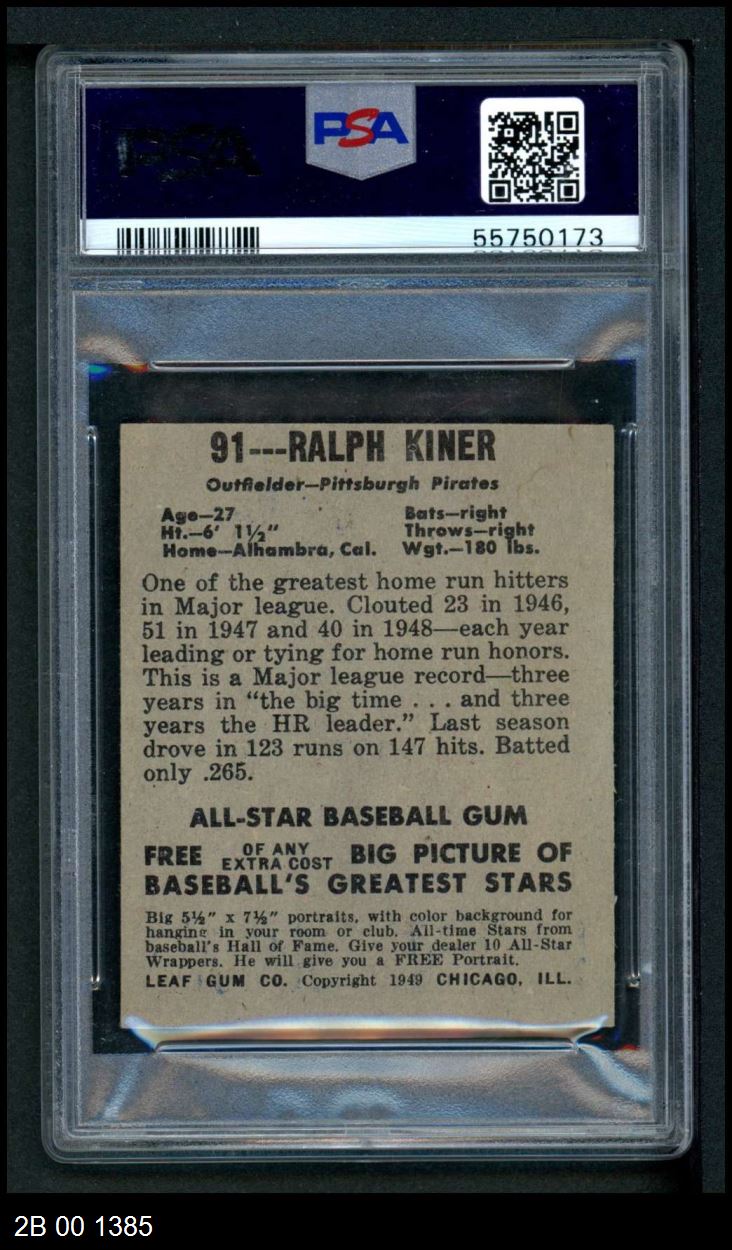 PSA
PSA
55750173
91---RALPH KINER
Outfielder—Pittsburgh Pirates
Age—27 Bats—right
Ht.—6' 1½" Throws—right
Home—Alhambra, Cal. Wgt.—180 lbs.
One of the greatest home run hitters
in Major league. Clouted 23 in 1946,
51 in 1947 and 40 in 1948—each year
leading or tying for home run honors.
This is a Major league record—three
years in "the big time . . . and three
years the HR leader." Last season
drove in 123 runs on 147 hits. Batted
only .265.
ALL-STAR BASEBALL GUM
FREE OF ANY EXTRA COST BIG PICTURE OF
BASEBALL'S GREATEST STARS
Big 5½" x 7½" portraits, with color background for
hanging in your room or club. All-time Stars from
baseball's Hall of Fame. Give your dealer 10 All-Star
Wrappers. He will give you a FREE Portrait.
LEAF GUM CO. Copyright 1949 CHICAGO, ILL.
2B 00 1385